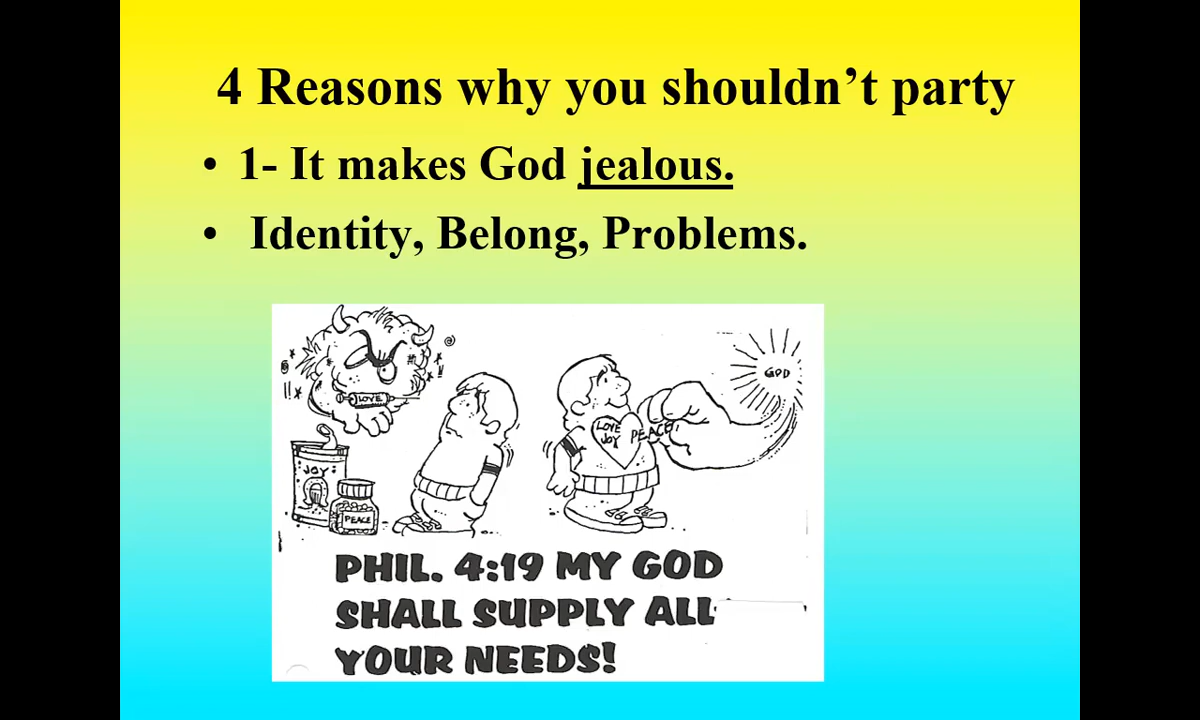 4 Reasons why you shouldn’t party
• 1- It makes God jealous.
• Identity, Belong, Problems.
LOVE
GOD
LOVE
JOY
PEACE
JOY
PEACE
PHIL. 4:19 MY GOD
SHALL SUPPLY ALL
YOUR NEEDS!